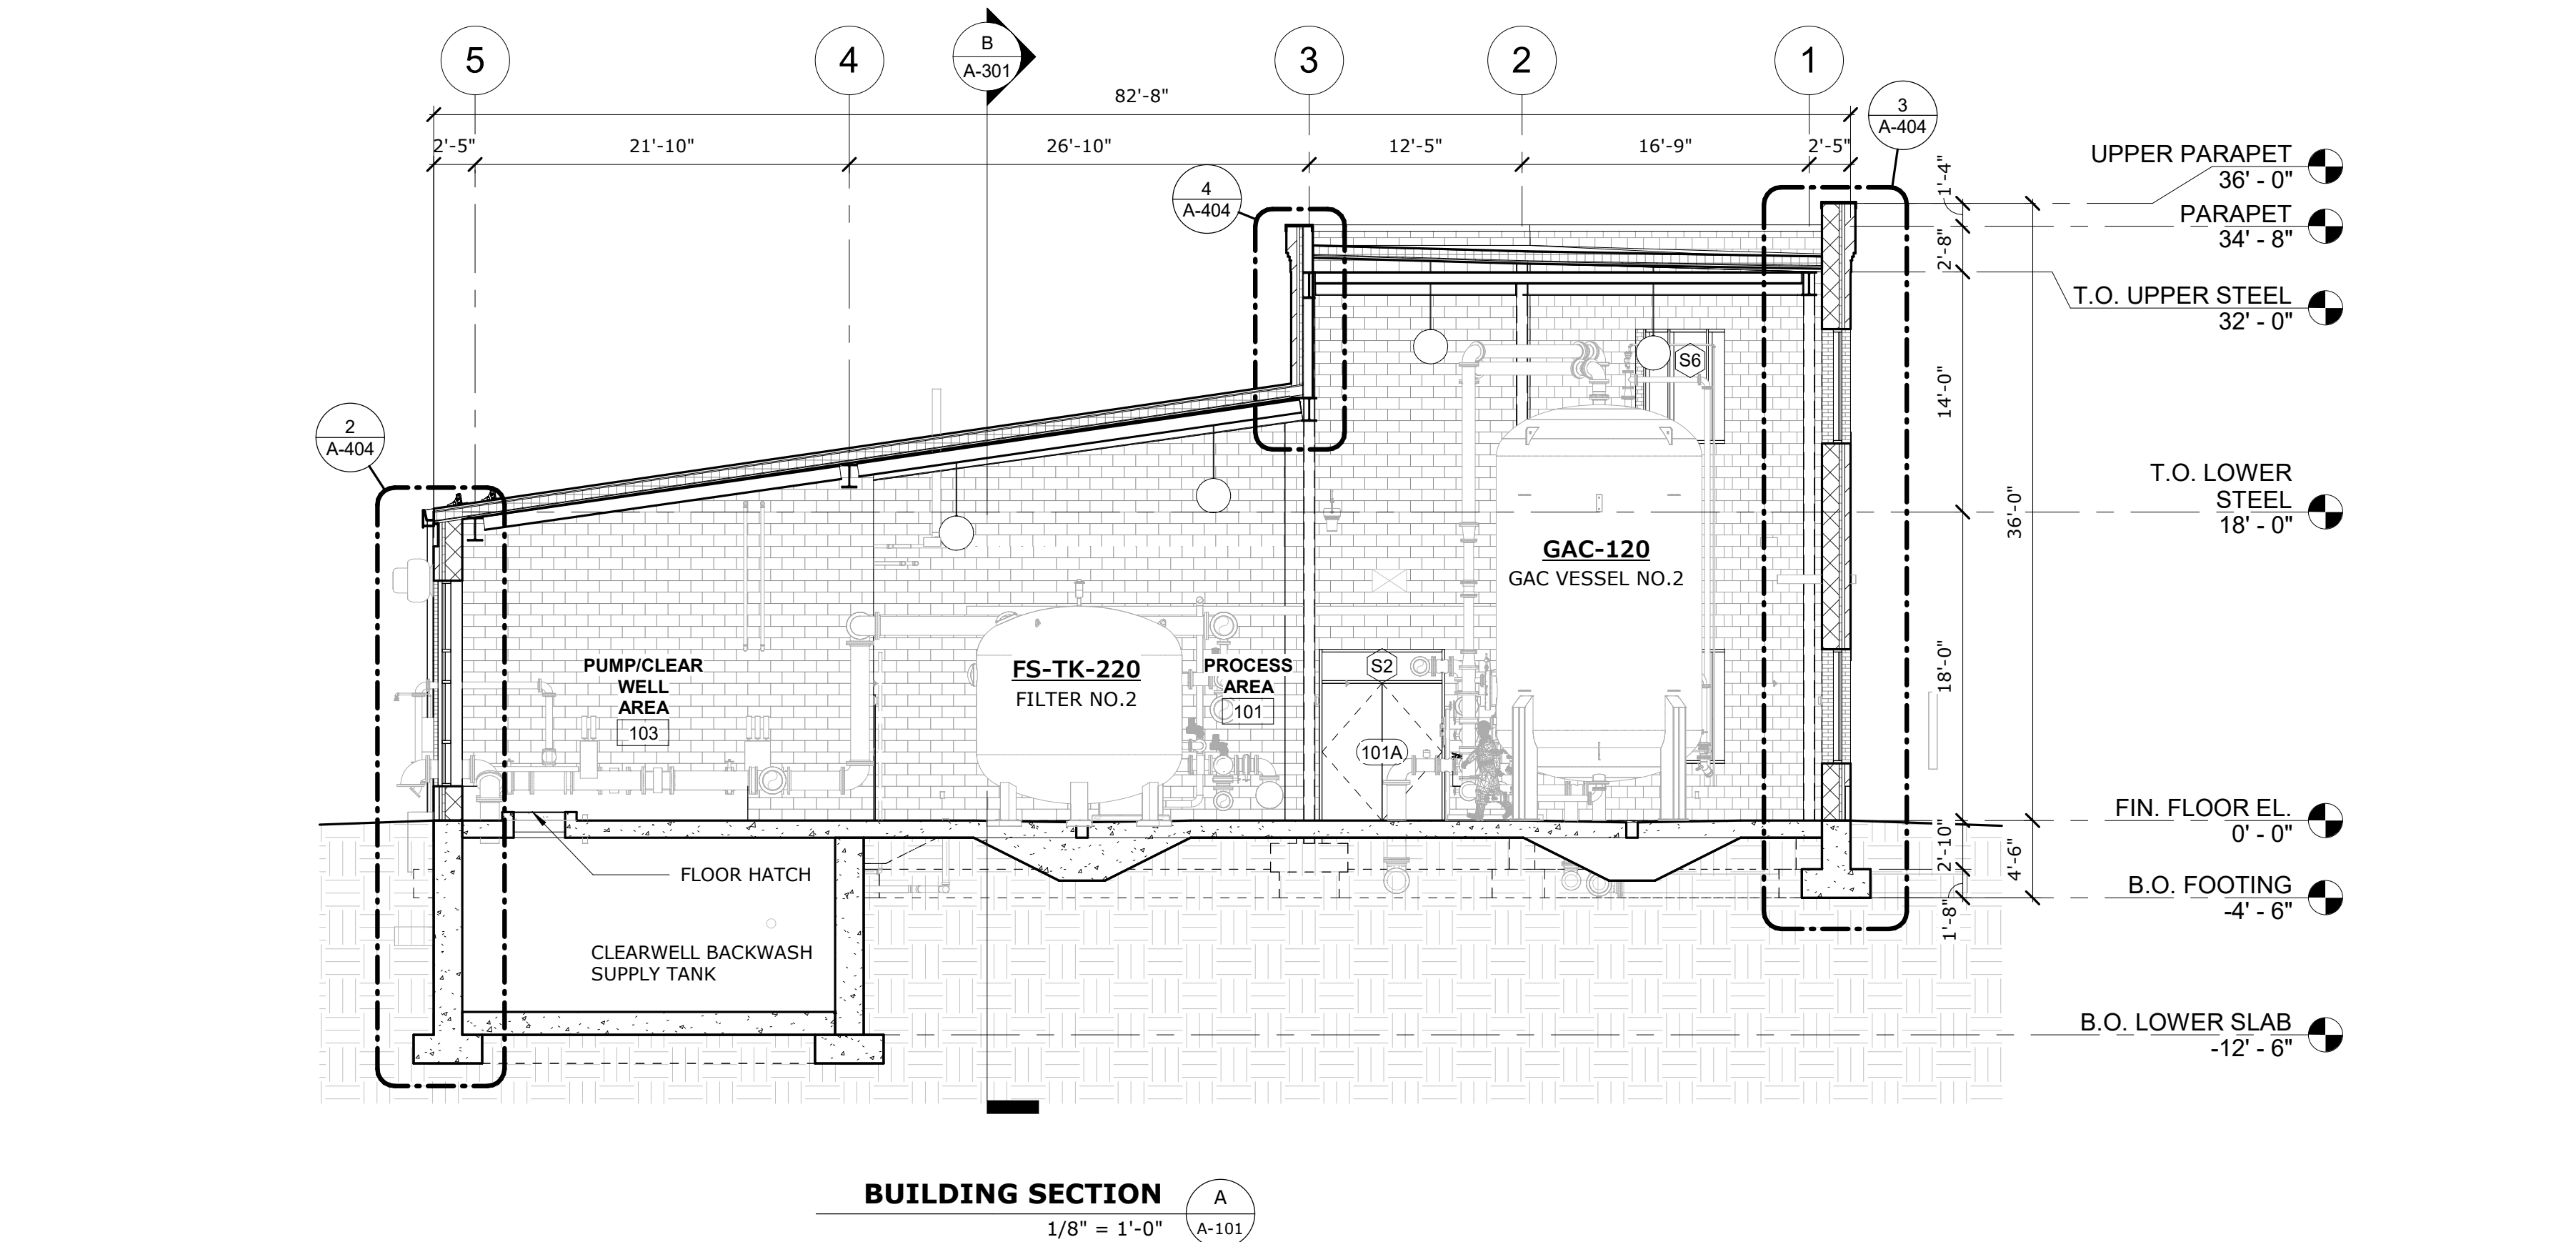 5
4
B
A-301
3
2
1
82'-8"
3
A-404
2'-5"
21'-10"
26'-10"
12'-5"
16'-9"
2'-5"
4
A-404
1'-4"
UPPER PARAPET
36' - 0"
PARAPET
34' - 8"
2'-8"
T.O. UPPER STEEL
32' - 0"
S6
14'-0"
2
A-404
T.O. LOWER
STEEL
18' - 0"
36'-0"
GAC-120
GAC VESSEL NO.2
PUMP/CLEAR
WELL
AREA
103
FS-TK-220
FILTER NO.2
PROCESS
AREA
101
S2
101A
18'-0"
FIN. FLOOR EL.
0' - 0"
2'-10"
4'-6"
FLOOR HATCH
B.O. FOOTING
-4' - 6"
1'-8"
CLEARWELL BACKWASH
SUPPLY TANK
B.O. LOWER SLAB
-12' - 6"
BUILDING SECTION
1/8" = 1'-0"
A
A-101